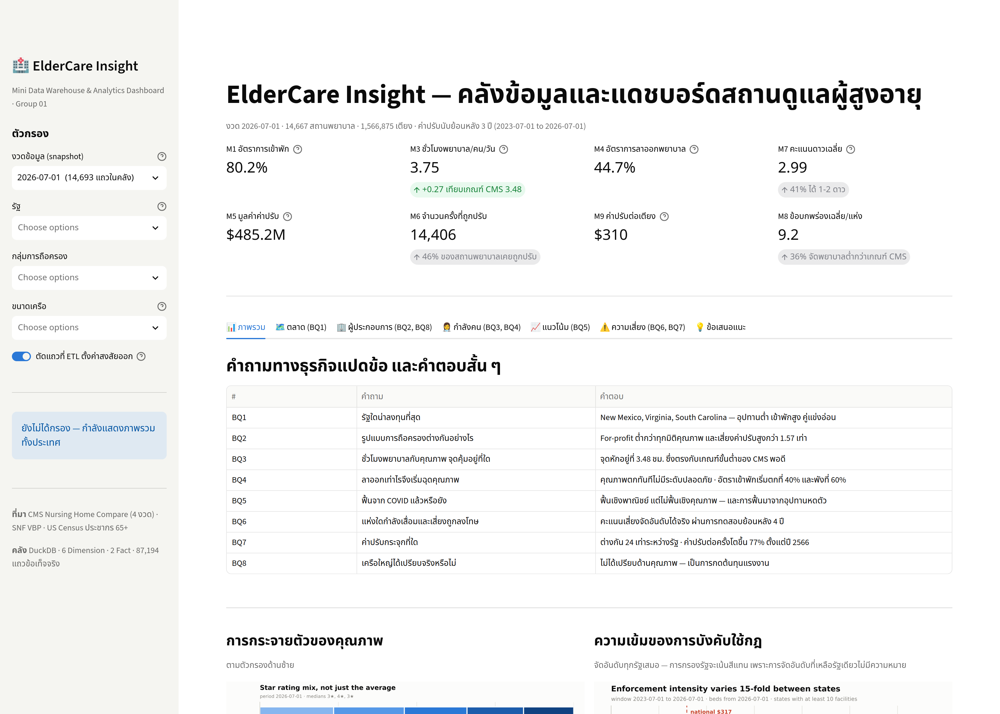 🏥 ElderCare Insight
Mini Data Warehouse & Analytics Dashboard
· Group 01
ตัวกรอง
งวดข้อมูล (snapshot)
2026-07-01 (14,693 แถวในคลัง)
รัฐ
Choose options
กลุ่มการถือครอง
Choose options
ขนาดเครือ
Choose options
ตัดแถวที่ ETL ตั้งค่าสงสัยออก
ยังไม่ได้กรอง — กำลังแสดงภาพรวม
ทั้งประเทศ
ที่มา CMS Nursing Home Compare (4 งวด) ·
SNF VBP · US Census ประชากร 65+
คลัง DuckDB · 6 Dimension · 2 Fact · 87,194
แถวข้อเท็จจริง
ElderCare Insight — คลังข้อมูลและแดชบอร์ดสถานดูแลผู้สูงอายุ
งวด 2026-07-01 · 14,667 สถานพยาบาล · 1,566,875 เตียง · ค่าปรับนับย้อนหลัง 3 ปี (2023-07-01 to 2026-07-01)
M1 อัตราการเข้าพัก M3 ชั่วโมงพยาบาล/คน/วัน M4 อัตราการลาออกพยาบาล M7 คะแนนดาวเฉลี่ย
80.2% 3.75 44.7% 2.99
↑ +0.27 เทียบเกณฑ์ CMS 3.48 ↑ 41% ได้ 1-2 ดาว
M5 มูลค่าค่าปรับ M6 จำนวนครั้งที่ถูกปรับ M9 ค่าปรับต่อเตียง M8 ข้อบกพร่องเฉลี่ย/แห่ง
$485.2M 14,406 $310 9.2
↑ 46% ของสถานพยาบาลเคยถูกปรับ ↑ 36% จัดพยาบาลต่ำกว่าเกณฑ์ CMS
📊 ภาพรวม 🗺️ ตลาด (BQ1) 🏢 ผู้ประกอบการ (BQ2, BQ8) 👩‍⚕️ กำลังคน (BQ3, BQ4) 📈 แนวโน้ม (BQ5) ⚠️ ความเสี่ยง (BQ6, BQ7) 💡 ข้อเสนอแนะ
คำถามทางธุรกิจแปดข้อ และคำตอบสั้น ๆ
# คำถาม คำตอบ
BQ1 รัฐใดน่าลงทุนที่สุด New Mexico, Virginia, South Carolina — อุปทานต่ำ เข้าพักสูง คู่แข่งอ่อน
BQ2 รูปแบบการถือครองต่างกันอย่างไร For-profit ต่ำกว่าทุกมิติคุณภาพ และเสี่ยงค่าปรับสูงกว่า 1.57 เท่า
BQ3 ชั่วโมงพยาบาลกับคุณภาพ จุดคุ้มอยู่ที่ใด จุดหักอยู่ที่ 3.48 ชม. ซึ่งตรงกับเกณฑ์ขั้นต่ำของ CMS พอดี
BQ4 ลาออกเท่าไรจึงเริ่มฉุดคุณภาพ คุณภาพตกทันทีไม่มีระดับปลอดภัย · อัตราเข้าพักเริ่มตกที่ 40% และพังที่ 60%
BQ5 ฟื้นจาก COVID แล้วหรือยัง ฟื้นเชิงพาณิชย์ แต่ไม่ฟื้นเชิงคุณภาพ — และการฟื้นมาจากอุปทานหดตัว
BQ6 แห่งใดกำลังเสื่อมและเสี่ยงถูกลงโทษ คะแนนเสี่ยงจัดอันดับได้จริง ผ่านการทดสอบย้อนหลัง 4 ปี
BQ7 ค่าปรับกระจุกที่ใด ต่างกัน 24 เท่าระหว่างรัฐ · ค่าปรับต่อครั้งโตขึ้น 77% ตั้งแต่ปี 2566
BQ8 เครือใหญ่ได้เปรียบจริงหรือไม่ ไม่ได้เปรียบด้านคุณภาพ — เป็นการกดต้นทุนแรงงาน
การกระจายตัวของคุณภาพ
ตามตัวกรองด้านซ้าย
Star rating mix, not just the average
period 2026-07-01 · medians 3★, 4★, 3★
ความเข้มของการบังคับใช้กฎ
จัดอันดับทุกรัฐเสมอ — การกรองรัฐจะเน้นสีแทน เพราะการจัดอันดับที่เหลือรัฐเดียวไม่มีความหมาย
Enforcement intensity varies 15-fold between states
window 2023-07-01 to 2026-07-01 · beds from 2026-07-01 · states with at least 10 facilities
national $317